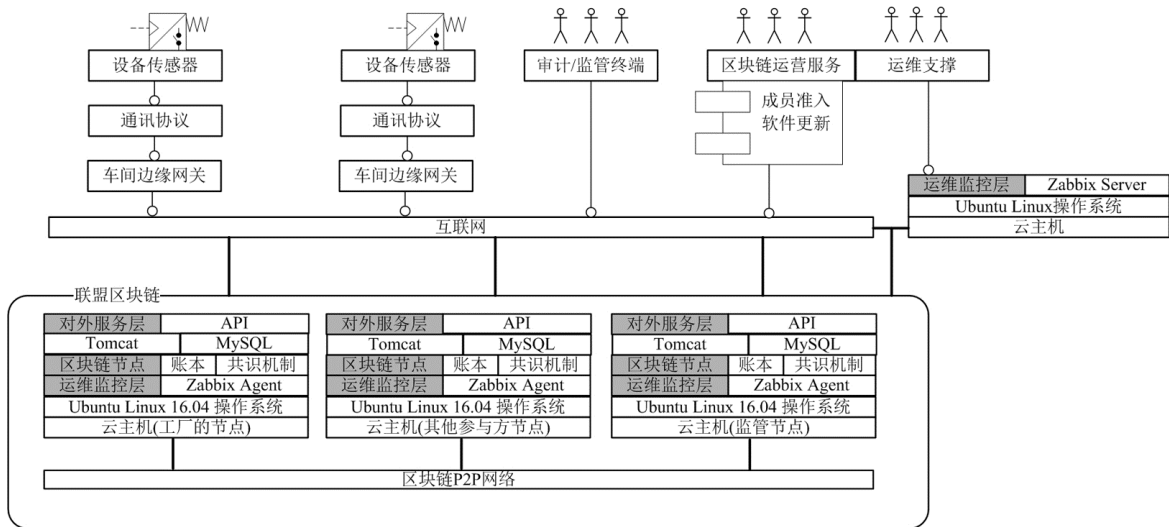 设备传感器
设备传感器
审计/监管终端
区块链运营服务
运维支撑
成员准入
软件更新
通讯协议
通讯协议
车间边缘网关
车间边缘网关
运维监控层
Zabbix Server
Ubuntu Linux操作系统
云主机
互联网
联盟区块链
对外服务层
API
Tomcat
MySQL
区块链节点
账本
共识机制
运维监控层
Zabbix Agent
Ubuntu Linux 16.04 操作系统
云主机(工厂的节点)
对外服务层
API
Tomcat
MySQL
区块链节点
账本
共识机制
运维监控层
Zabbix Agent
Ubuntu Linux 16.04 操作系统
云主机(其他参与方节点)
对外服务层
API
Tomcat
MySQL
区块链节点
账本
共识机制
运维监控层
Zabbix Agent
Ubuntu Linux 16.04 操作系统
云主机(监管节点)
区块链P2P网络